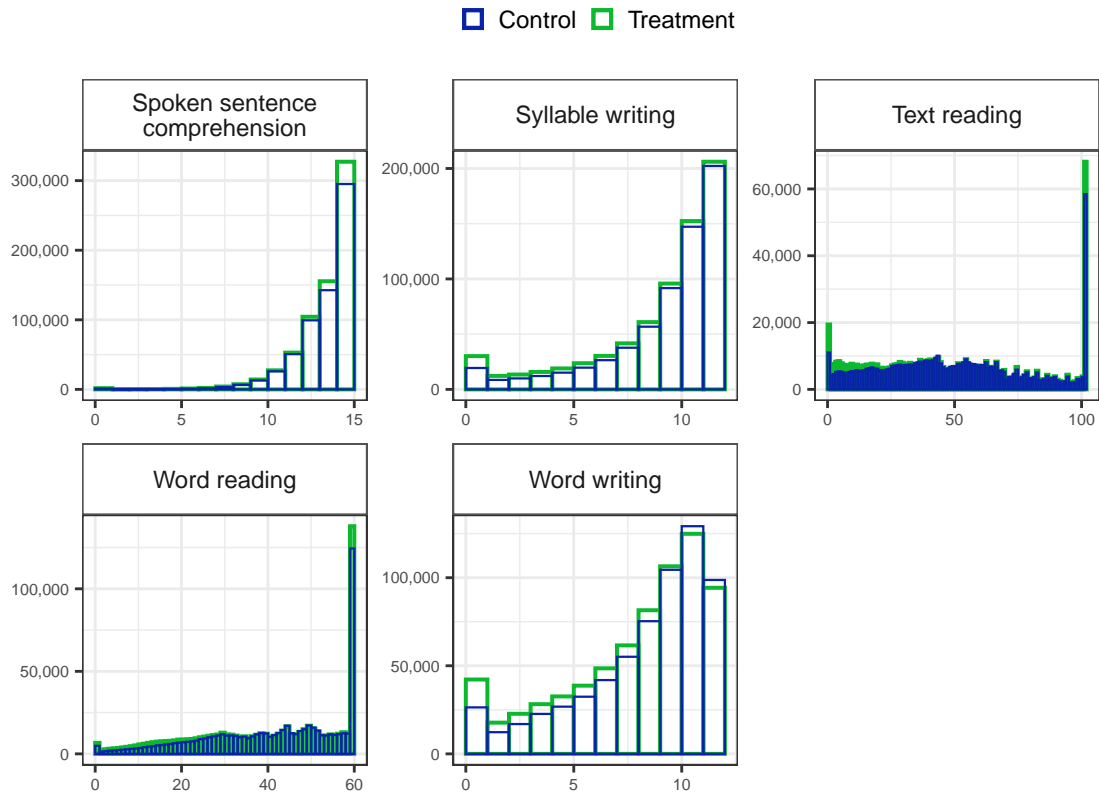 Control Treatment
Spoken sentence
comprehension
Syllable writing
Text reading
300,000
200,000
100,000
0
0 5 10 15
200,000
100,000
0
0 5 10
60,000
40,000
20,000
0
0 50 100
Word reading
Word writing
100,000
50,000
0
0 20 40 60
100,000
50,000
0
0 5 10